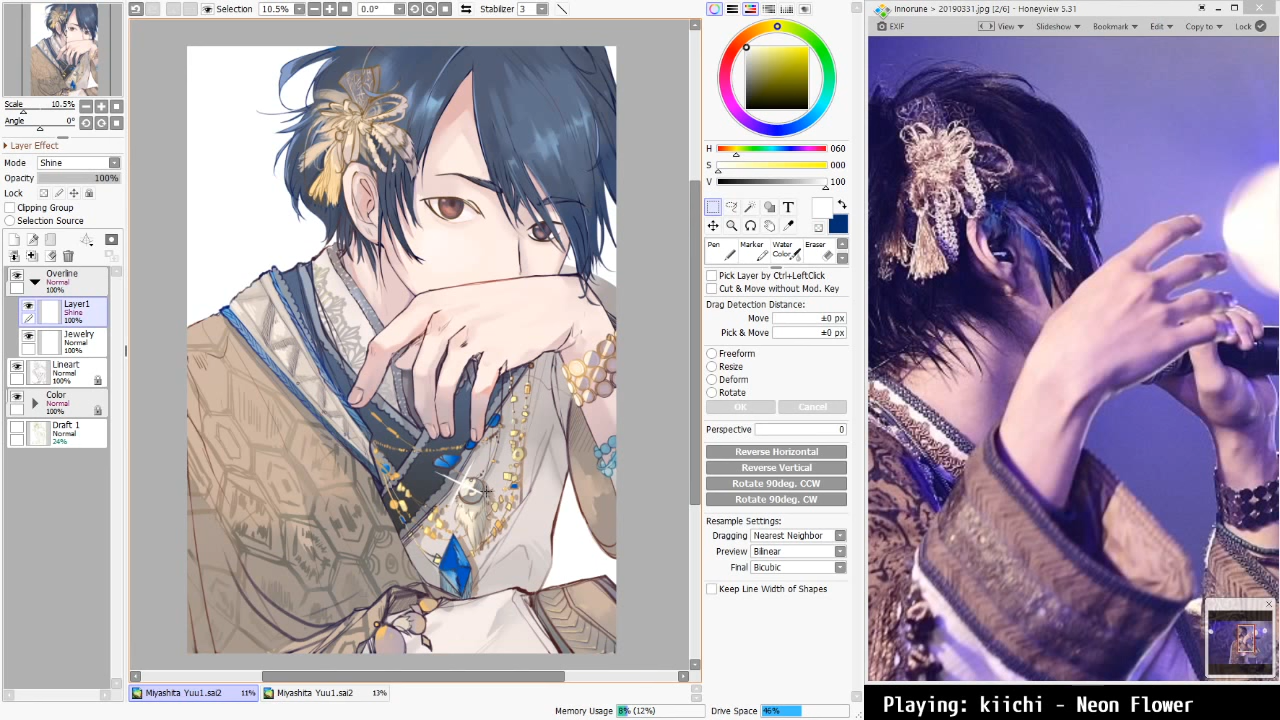 Selection
10.5%
0.0°
Stabilizer
3
Innorune > 20190331.jpg [2/6] - Honeyview 5.31
EXIF
View
Slideshow
Bookmark
Edit
Copy to
Lock
Scale
10.5%
Angle
0°
Layer Effect
Mode
Shine
Opacity
100%
Lock
Clipping Group
Selection Source
Overline
Normal
100%
Layer1
Shine
100%
Jewelry
Normal
100%
Lineart
Normal
100%
Color
Normal
100%
Draft 1
Normal
24%
H
060
S
000
V
100
T
Pen
Marker
Water
Color
Eraser
Pick Layer by Ctrl+LeftClick
Cut & Move without Mod. Key
Drag Detection Distance:
Move
±0 px
Pick & Move
±0 px
Freeform
Resize
Deform
Rotate
OK
Cancel
Perspective
0
Reverse Horizontal
Reverse Vertical
Rotate 90deg. CCW
Rotate 90deg. CW
Resample Settings:
Dragging
Nearest Neighbor
Preview
Bilinear
Final
Bicubic
Keep Line Width of Shapes
Miyashita Yuu1.sai2
11%
Miyashita Yuu1.sai2
13%
Memory Usage
8% (12%)
Drive Space
46%
Playing: kiichi - Neon Flower